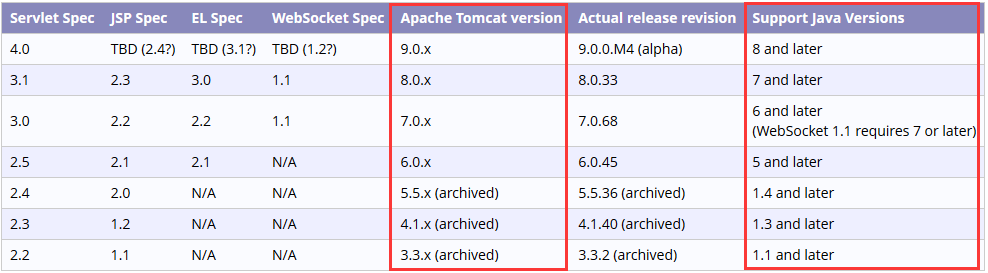 Servlet Spec JSP Spec EL Spec WebSocket Spec Apache Tomcat version Actual release revision Support Java Versions
4.0 TBD (2.4?) TBD (3.1?) TBD (1.2?) 9.0.x 9.0.0.M4 (alpha) 8 and later
3.1 2.3 3.0 1.1 8.0.x 8.0.33 7 and later
3.0 2.2 2.2 1.1 7.0.x 7.0.68 6 and later
(WebSocket 1.1 requires 7 or later)
2.5 2.1 2.1 N/A 6.0.x 6.0.45 5 and later
2.4 2.0 N/A N/A 5.5.x (archived) 5.5.36 (archived) 1.4 and later
2.3 1.2 N/A N/A 4.1.x (archived) 4.1.40 (archived) 1.3 and later
2.2 1.1 N/A N/A 3.3.x (archived) 3.3.2 (archived) 1.1 and later